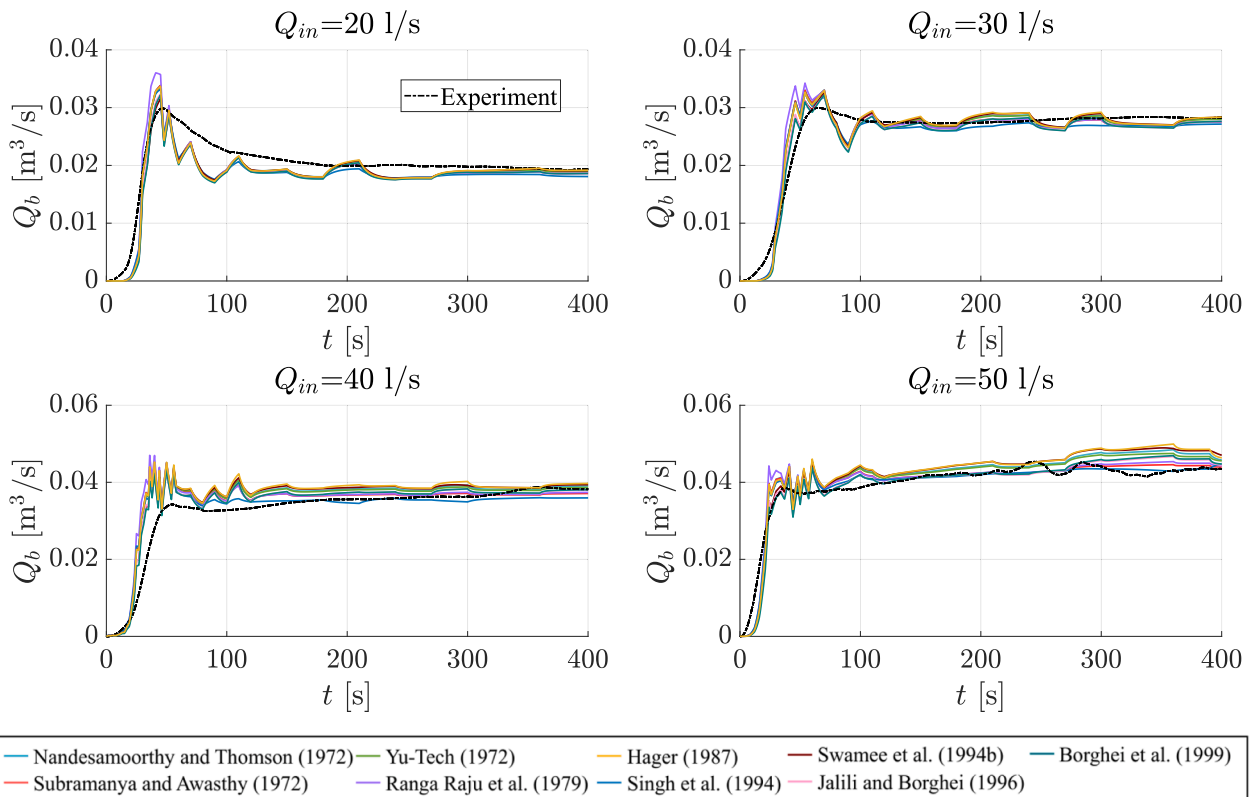 Q_in=20 l/s
Q_b [m³/s]
0.04
0.03
0.02
0.01
0
Experiment
0 100 200 300 400
t [s]
Q_in=30 l/s
Q_b [m³/s]
0.04
0.03
0.02
0.01
0
0 100 200 300 400
t [s]
Q_in=40 l/s
Q_b [m³/s]
0.06
0.04
0.02
0
0 100 200 300 400
t [s]
Q_in=50 l/s
Q_b [m³/s]
0.06
0.04
0.02
0
0 100 200 300 400
t [s]
Nandesamoorthy and Thomson (1972) Yu-Tech (1972) Hager (1987) Swamee et al. (1994b) Borghei et al. (1999)
Subramanya and Awasthy (1972) Ranga Raju et al. (1979) Singh et al. (1994) Jalili and Borghei (1996)